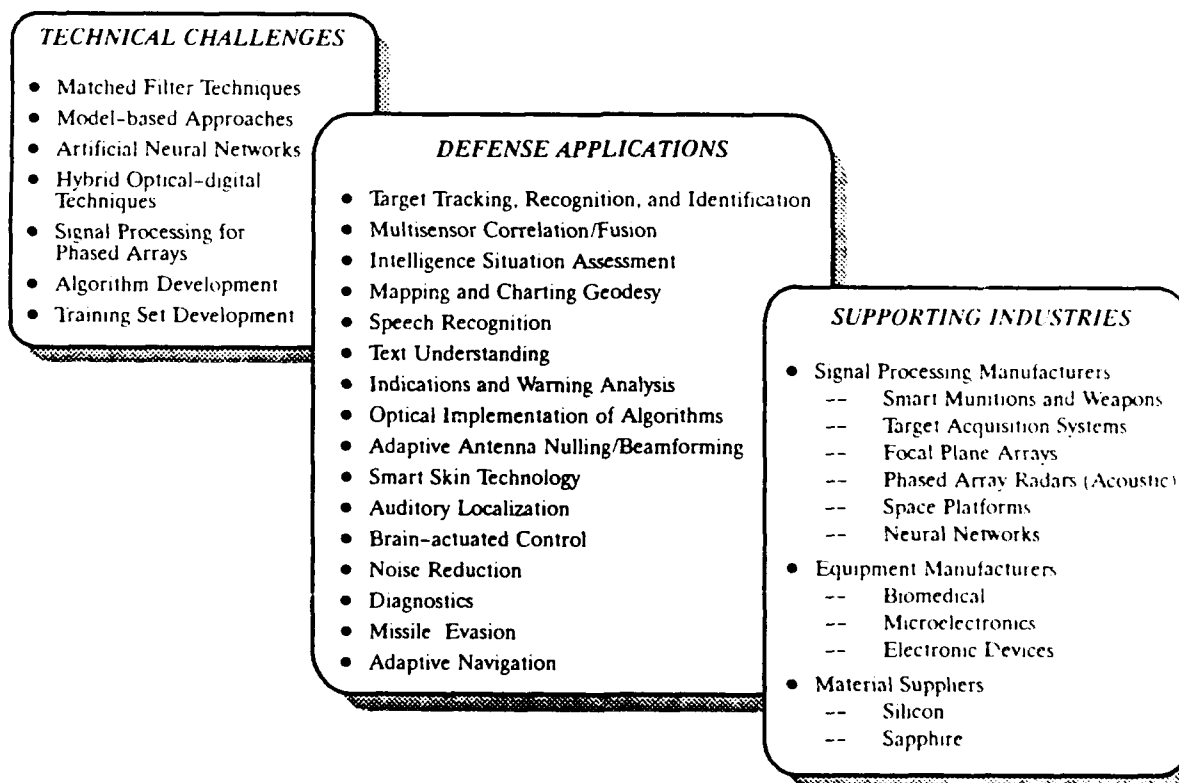 TECHNICAL CHALLENGES
● Matched Filter Techniques
● Model-based Approaches
● Artificial Neural Networks
● Hybrid Optical-digital
Techniques
● Signal Processing for
Phased Arrays
● Algorithm Development
● Training Set Development
DEFENSE APPLICATIONS
● Target Tracking, Recognition, and Identification
● Multisensor Correlation/Fusion
● Intelligence Situation Assessment
● Mapping and Charting Geodesy
● Speech Recognition
● Text Understanding
● Indications and Warning Analysis
● Optical Implementation of Algorithms
● Adaptive Antenna Nulling/Beamforming
● Smart Skin Technology
● Auditory Localization
● Brain-actuated Control
● Noise Reduction
● Diagnostics
● Missile Evasion
● Adaptive Navigation
SUPPORTING INDUSTRIES
● Signal Processing Manufacturers
-- Smart Munitions and Weapons
-- Target Acquisition Systems
-- Focal Plane Arrays
-- Phased Array Radars (Acoustic)
-- Space Platforms
-- Neural Networks
● Equipment Manufacturers
-- Biomedical
-- Microelectronics
-- Electronic Devices
● Material Suppliers
-- Silicon
-- Sapphire